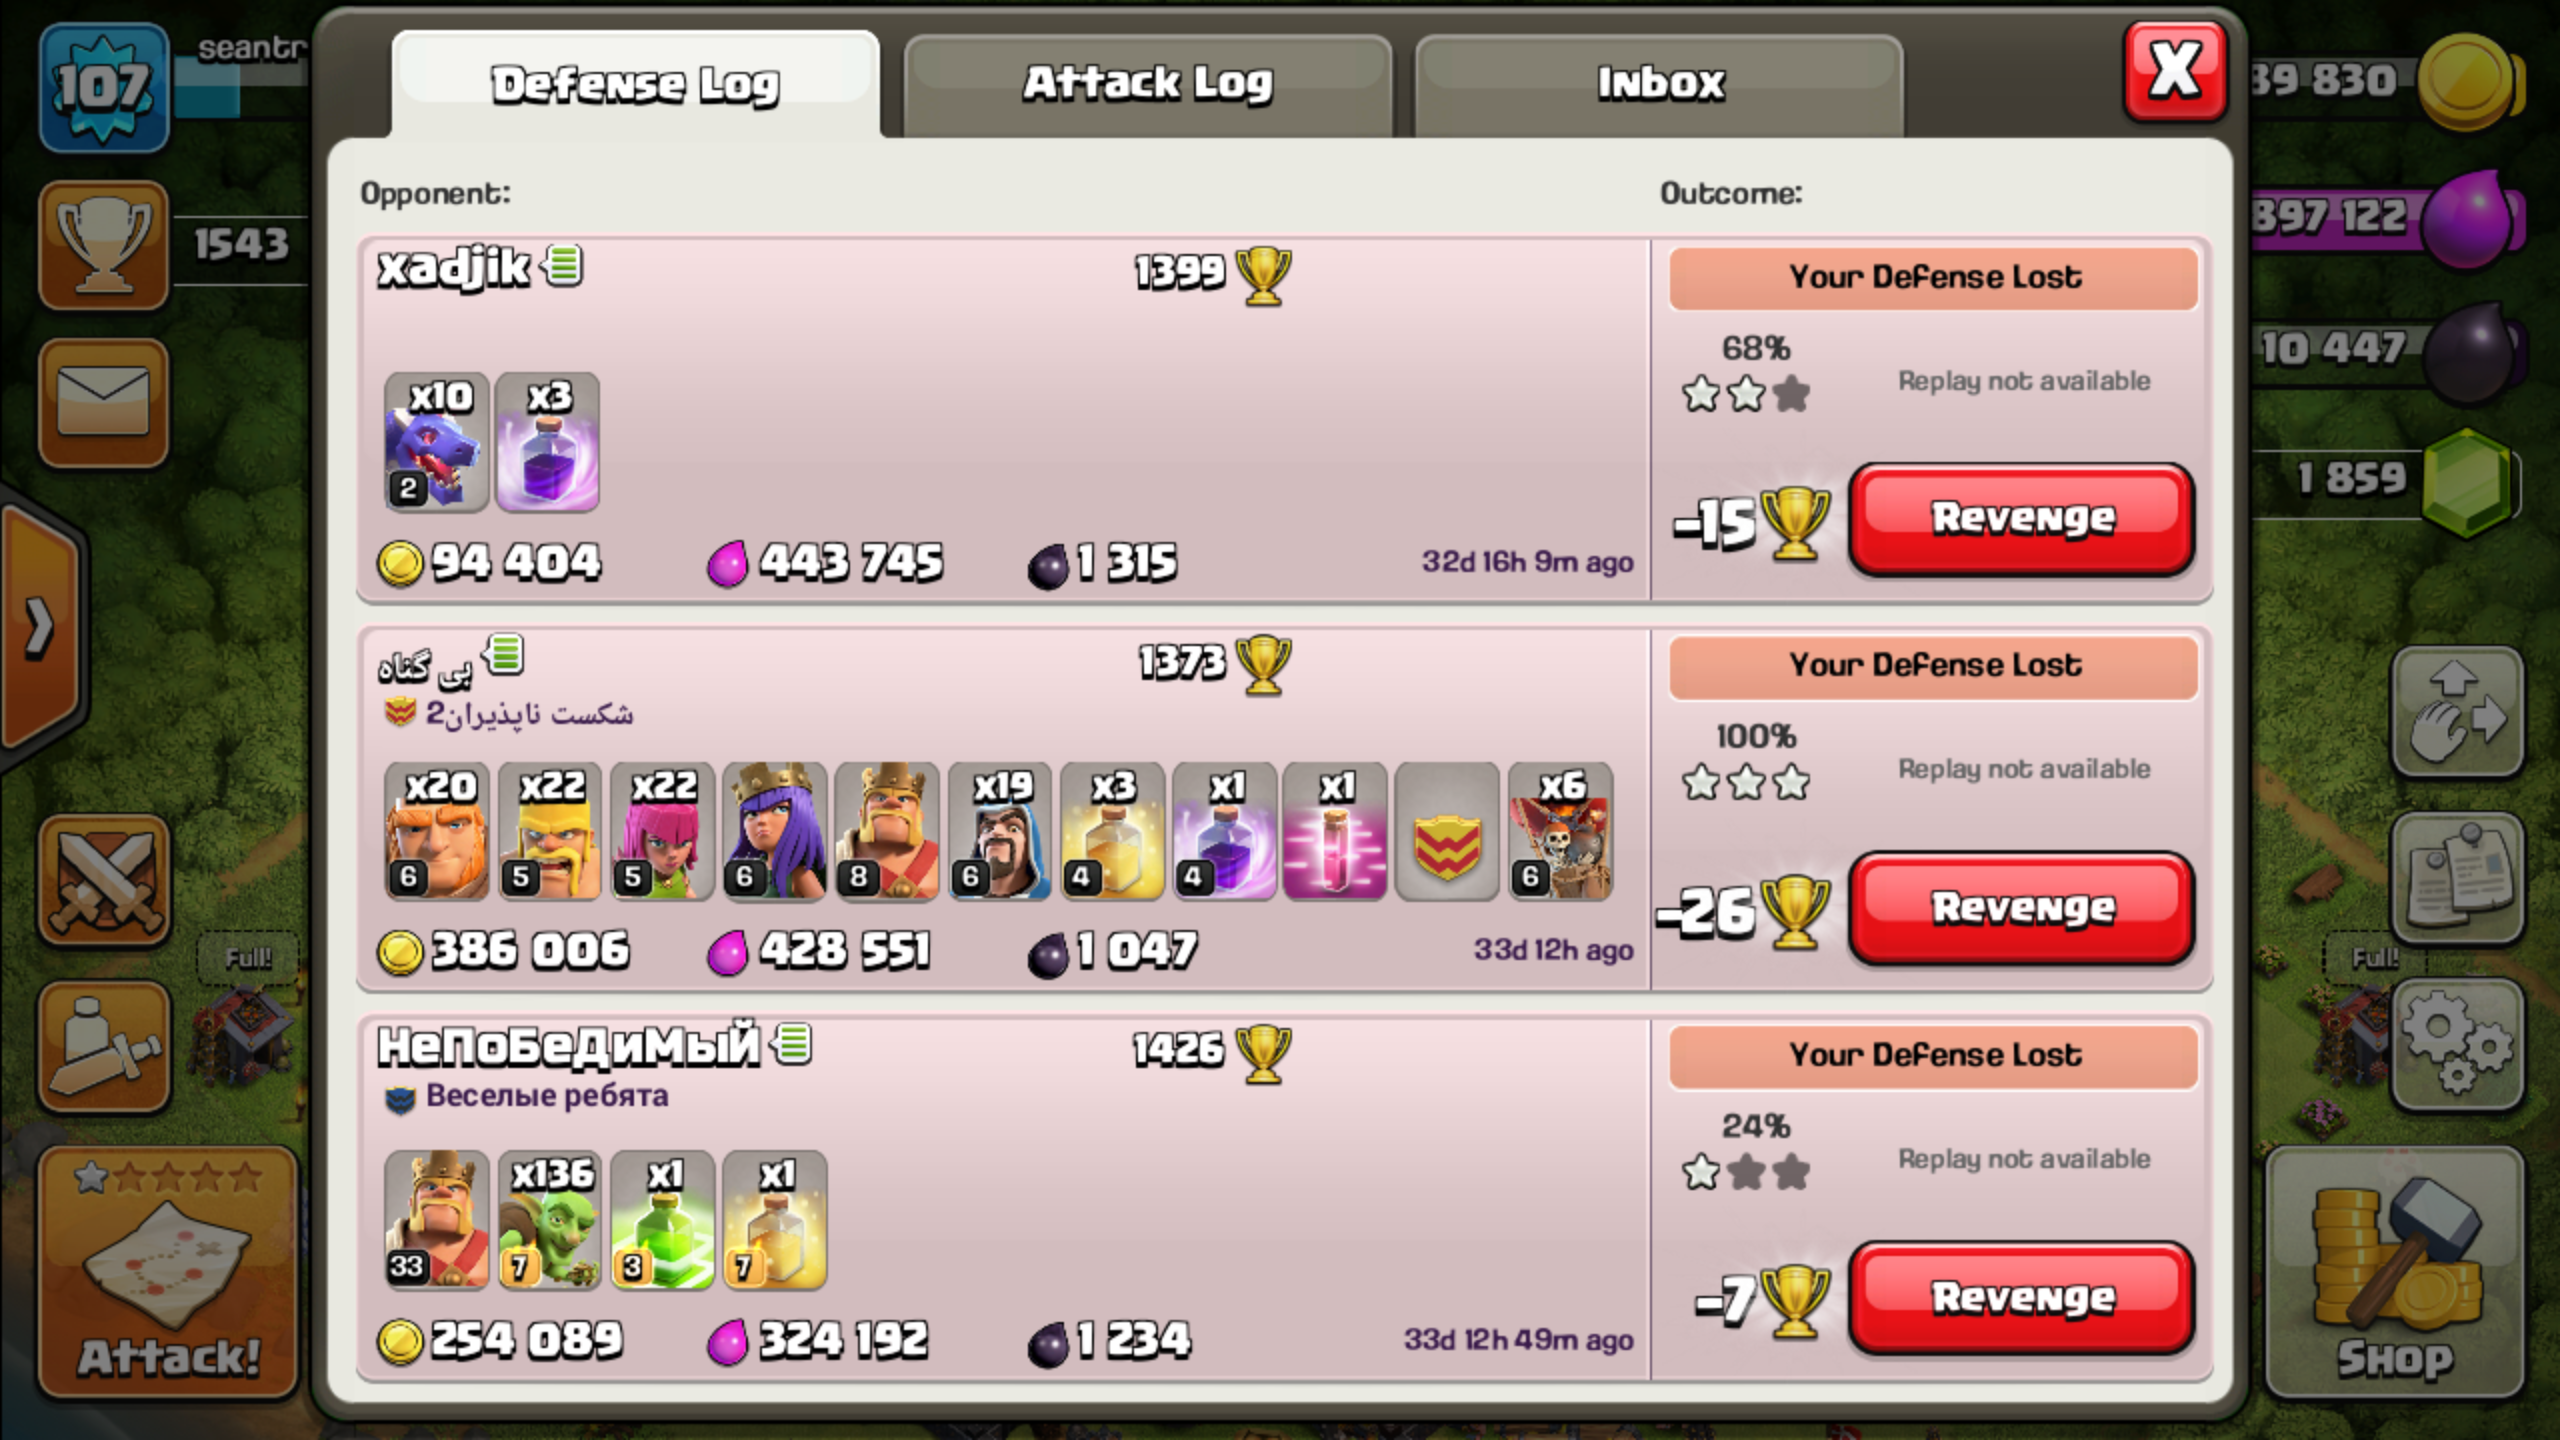 107
seantr
Defense Log
Attack Log
Inbox
X
39 830
Opponent:
Outcome:
1543
897 122
xadjik
1399
Your Defense Lost
68%
Replay not available
10 447
x10
x3
2
1 859
-15
Revenge
94 404
443 745
1 315
32d 16h 9m ago
بی گناه
1373
Your Defense Lost
شکست ناپذیران2
100%
Replay not available
x20
x22
x22
x19
x3
x1
x1
x6
6
5
5
6
8
6
4
4
6
-26
Revenge
386 006
428 551
1 047
33d 12h ago
Full!
Full!
НеПоБеДиМыЙ
1426
Your Defense Lost
Веселые ребята
24%
Replay not available
x136
x1
x1
33
7
3
7
-7
Revenge
254 089
324 192
1 234
33d 12h 49m ago
Attack!
Shop